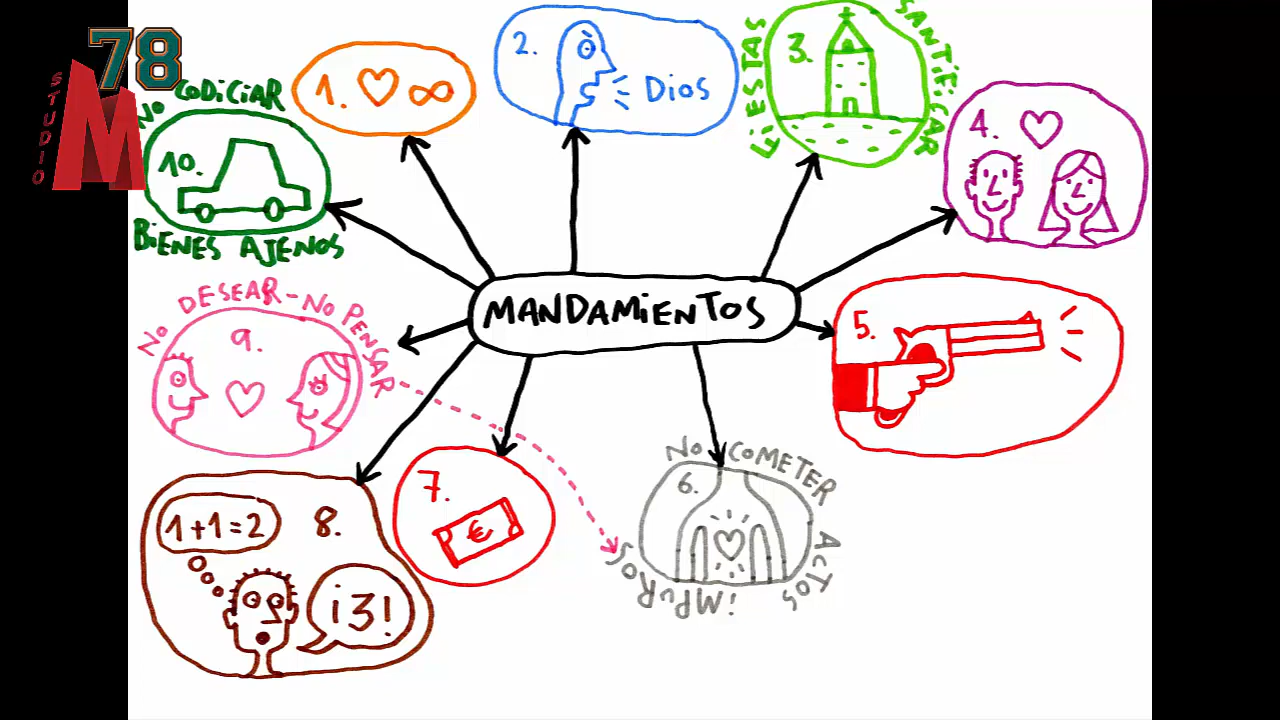 78
STUDIO
M
MANDAMiENTOS
1. ∞
2.
Dios
3.
SANTiFiCAR
FiESTAS
4.
5.
6.
NO COMETER
ACTOS
iMPUROS
7.
€
8.
1+1=2
¡3!
9.
NO DESEAR-NO PENSAR
10.
NO CODiCiAR
BiENES AJENOS